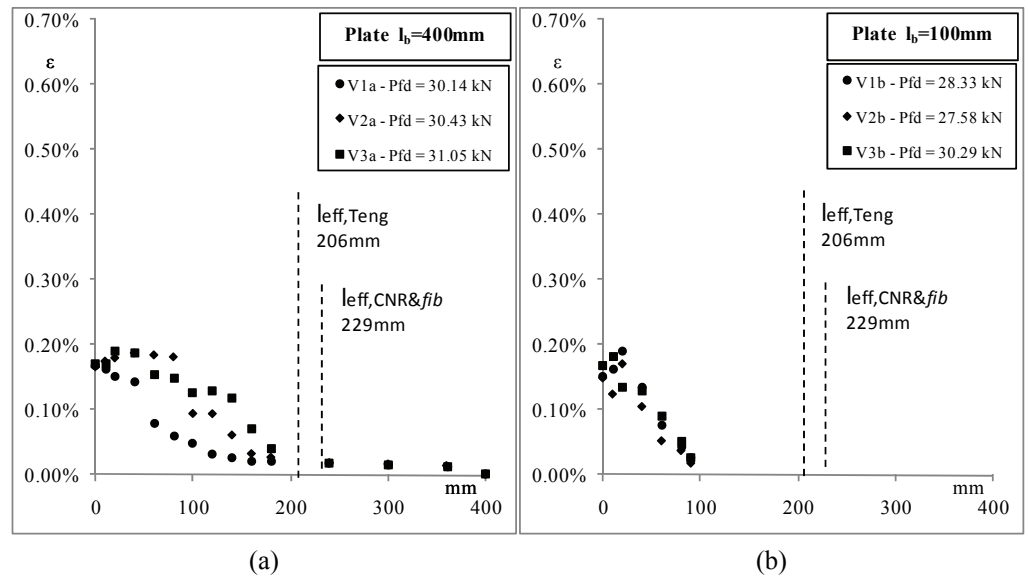 0.70%
ε
0.60%
0.50%
0.40%
0.30%
0.20%
0.10%
0.00%
0
100
200
300
400
mm
Plate l_b=400mm
V1a - Pfd = 30.14 kN
V2a - Pfd = 30.43 kN
V3a - Pfd = 31.05 kN
leff,Teng
206mm
leff,CNR&fib
229mm
(a)
0.70%
ε
0.60%
0.50%
0.40%
0.30%
0.20%
0.10%
0.00%
0
100
200
300
400
mm
Plate l_b=100mm
V1b - Pfd = 28.33 kN
V2b - Pfd = 27.58 kN
V3b - Pfd = 30.29 kN
leff,Teng
206mm
leff,CNR&fib
229mm
(b)